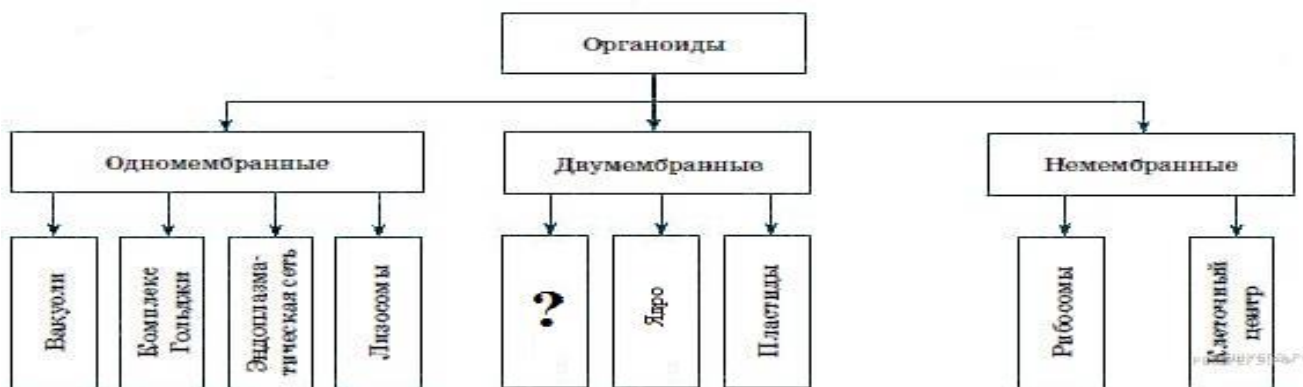 Органоиды
Одномембранные
Двумембранные
Немембранные
Вакуоли
Комплекс
Гольджи
Эндоплазма-
тическая сеть
Лизосомы
?
Ядро
Пластиды
Рибосомы
Клеточный
центр